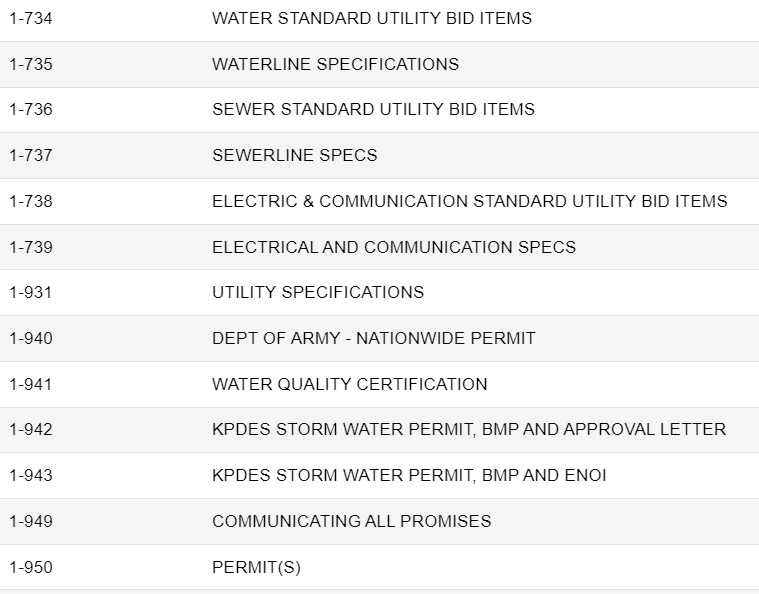 1-734 WATER STANDARD UTILITY BID ITEMS
1-735 WATERLINE SPECIFICATIONS
1-736 SEWER STANDARD UTILITY BID ITEMS
1-737 SEWERLINE SPECS
1-738 ELECTRIC & COMMUNICATION STANDARD UTILITY BID ITEMS
1-739 ELECTRICAL AND COMMUNICATION SPECS
1-931 UTILITY SPECIFICATIONS
1-940 DEPT OF ARMY - NATIONWIDE PERMIT
1-941 WATER QUALITY CERTIFICATION
1-942 KPDES STORM WATER PERMIT, BMP AND APPROVAL LETTER
1-943 KPDES STORM WATER PERMIT, BMP AND ENOI
1-949 COMMUNICATING ALL PROMISES
1-950 PERMIT(S)